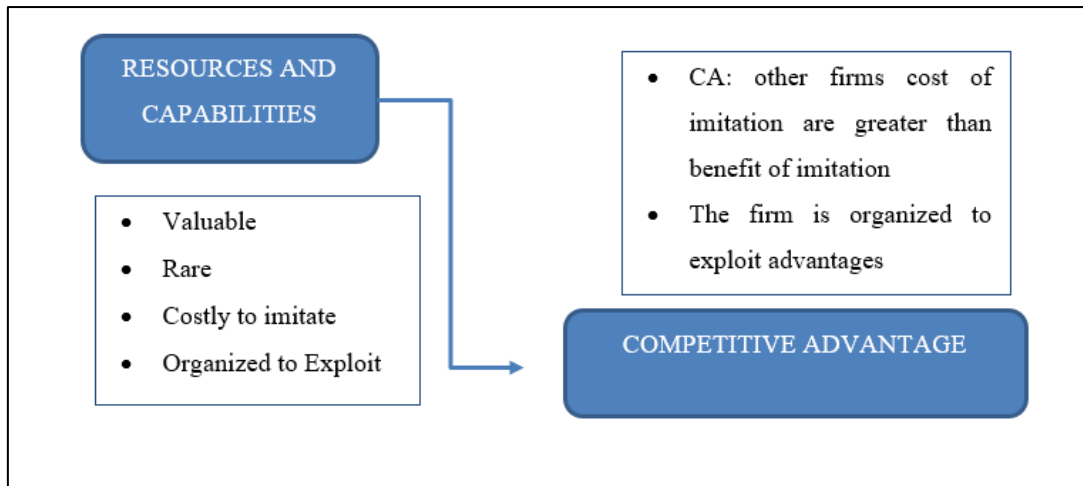 RESOURCES AND
CAPABILITIES
• Valuable
• Rare
• Costly to imitate
• Organized to Exploit
• CA: other firms cost of
imitation are greater than
benefit of imitation
• The firm is organized to
exploit advantages
COMPETITIVE ADVANTAGE